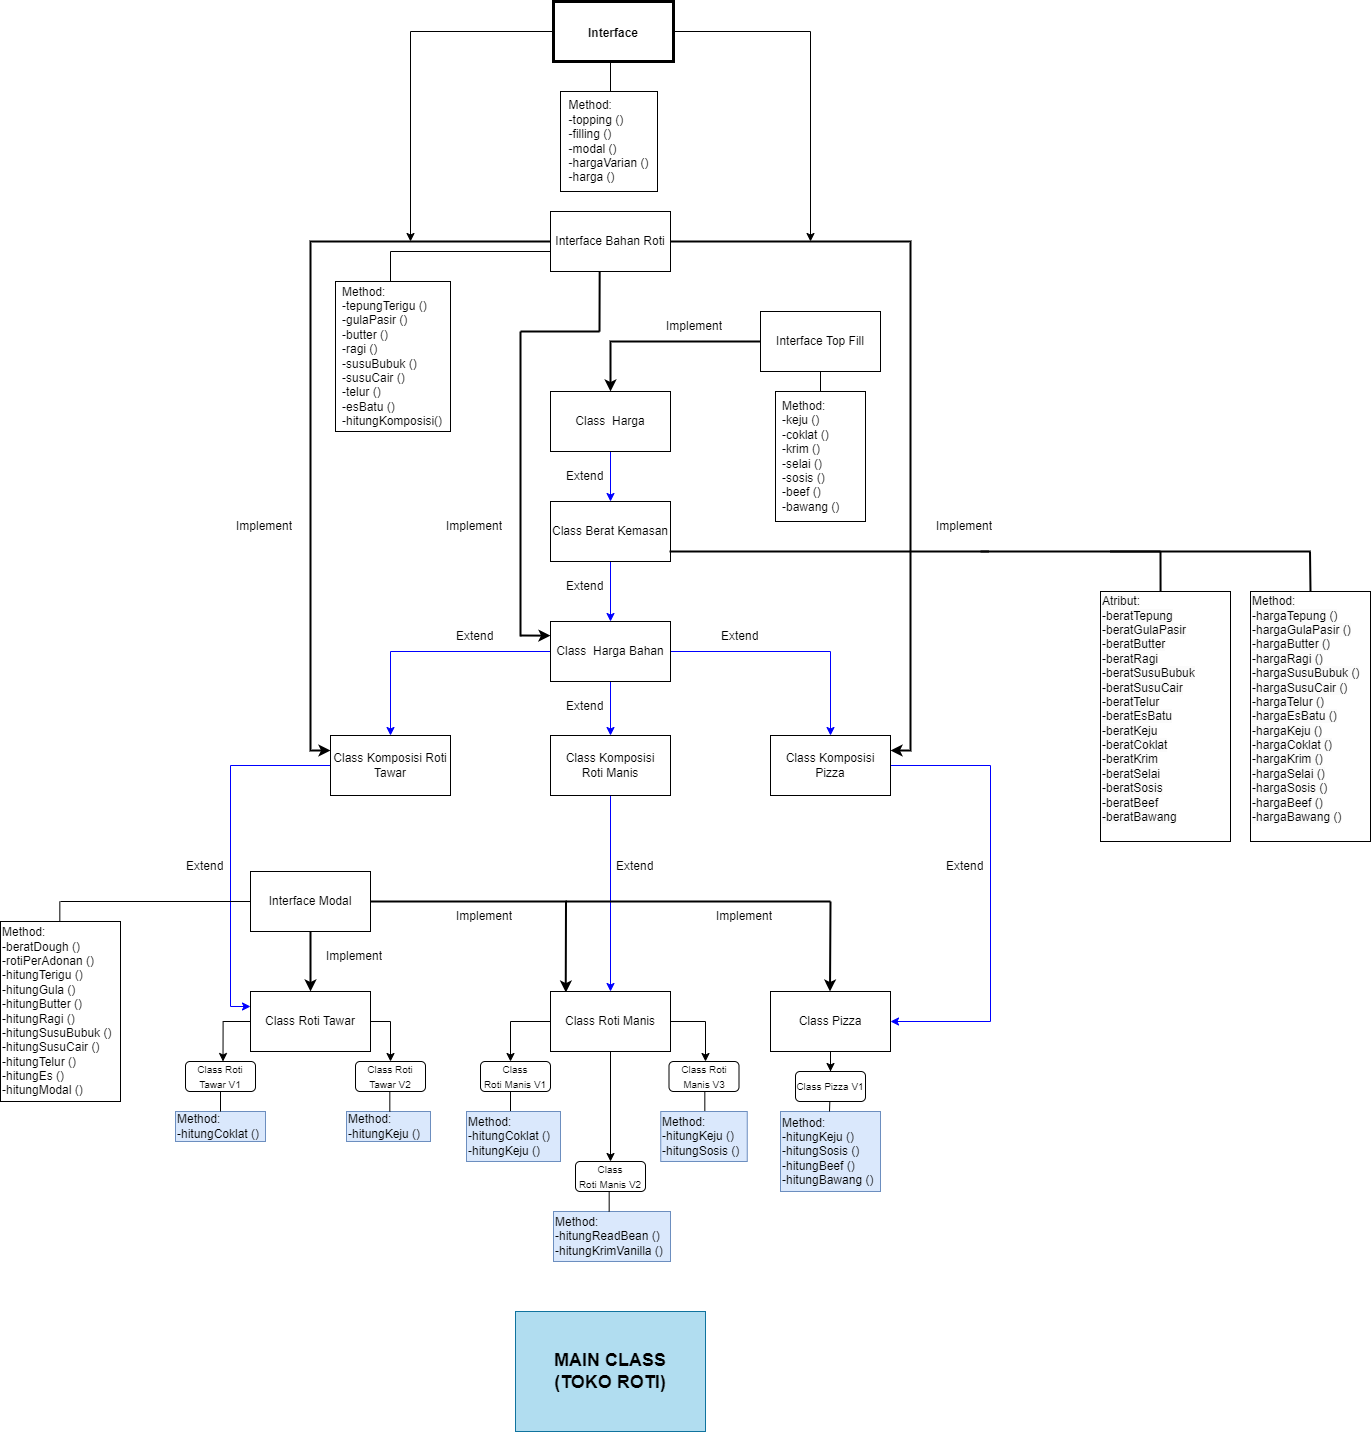 Interface
Method:
-topping ()
-filling ()
-modal ()
-hargaVarian ()
-harga ()
Interface Bahan Roti
Method:
-tepungTerigu ()
-gulaPasir ()
-butter ()
-ragi ()
-susuBubuk ()
-susuCair ()
-telur ()
-esBatu ()
-hitungKomposisi()
Implement
Interface Top Fill
Method:
-keju ()
-coklat ()
-krim ()
-selai ()
-sosis ()
-beef ()
-bawang ()
Class  Harga
Extend
Class Berat Kemasan
Implement
Implement
Implement
Extend
Atribut:
-beratTepung
-beratGulaPasir
-beratButter
-beratRagi
-beratSusuBubuk
-beratSusuCair
-beratTelur
-beratEsBatu
-beratKeju
-beratCoklat
-beratKrim
-beratSelai
-beratSosis
-beratBeef
-beratBawang
Method:
-hargaTepung ()
-hargaGulaPasir ()
-hargaButter ()
-hargaRagi ()
-hargaSusuBubuk ()
-hargaSusuCair ()
-hargaTelur ()
-hargaEsBatu ()
-hargaKeju ()
-hargaCoklat ()
-hargaKrim ()
-hargaSelai ()
-hargaSosis ()
-hargaBeef ()
-hargaBawang ()
Extend
Class  Harga Bahan
Extend
Extend
Class Komposisi Roti
Tawar
Class Komposisi
Roti Manis
Class Komposisi
Pizza
Extend
Extend
Extend
Interface Modal
Implement
Implement
Implement
Method:
-beratDough ()
-rotiPerAdonan ()
-hitungTerigu ()
-hitungGula ()
-hitungButter ()
-hitungRagi ()
-hitungSusuBubuk ()
-hitungSusuCair ()
-hitungTelur ()
-hitungEs ()
-hitungModal ()
Class Roti Tawar
Class Roti Manis
Class Pizza
Class Roti
Tawar V1
Class Roti
Tawar V2
Class
Roti Manis V1
Class Roti
Manis V3
Class Pizza V1
Method:
-hitungCoklat ()
Method:
-hitungKeju ()
Method:
-hitungCoklat ()
-hitungKeju ()
Method:
-hitungKeju ()
-hitungSosis ()
Method:
-hitungKeju ()
-hitungSosis ()
-hitungBeef ()
-hitungBawang ()
Class
Roti Manis V2
Method:
-hitungReadBean ()
-hitungKrimVanilla ()
MAIN CLASS
(TOKO ROTI)